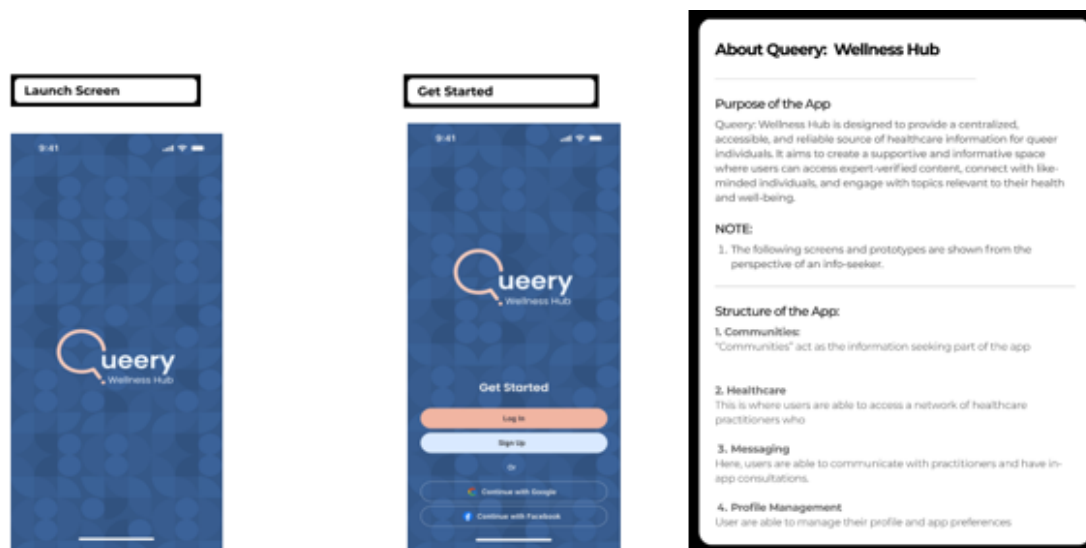 Launch Screen
9:41
Queery
Wellness Hub
Get Started
9:41
Queery
Wellness Hub
Get Started
Log In
Sign Up
Or
Continue with Google
Continue with Facebook
About Queery: Wellness Hub
Purpose of the App
Queery: Wellness Hub is designed to provide a centralized,
accessible, and reliable source of healthcare information for queer
individuals. It aims to create a supportive and informative space
where users can access expert-verified content, connect with like-
minded individuals, and engage with topics relevant to their health
and well-being.
NOTE:
1. The following screens and prototypes are shown from the
perspective of an info-seeker.
Structure of the App:
1. Communities:
"Communities" act as the information seeking part of the app
2. Healthcare
This is where users are able to access a network of healthcare
practitioners who
3. Messaging
Here, users are able to communicate with practitioners and have in-
app consultations.
4. Profile Management
User are able to manage their profile and app preferences